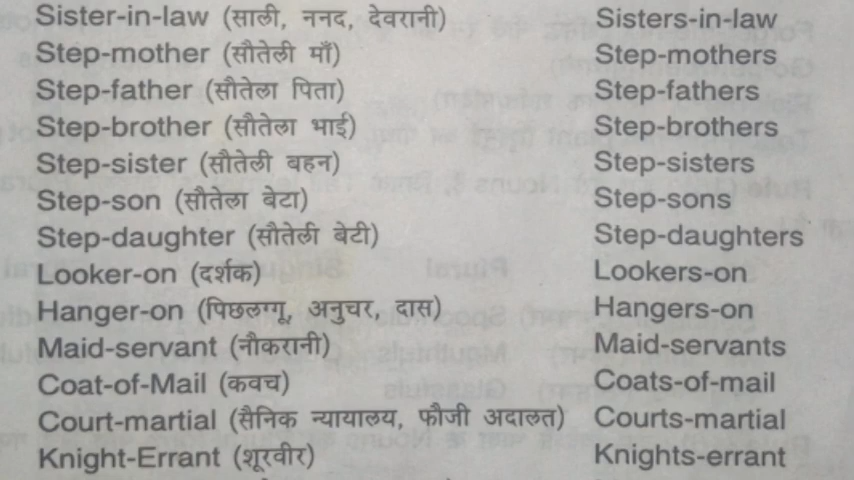 Sister-in-law (साली, ननद, देवरानी) Sisters-in-law
Step-mother (सौतेली माँ) Step-mothers
Step-father (सौतेला पिता) Step-fathers
Step-brother (सौतेला भाई) Step-brothers
Step-sister (सौतेली बहन) Step-sisters
Step-son (सौतेला बेटा) Step-sons
Step-daughter (सौतेली बेटी) Step-daughters
Looker-on (दर्शक) Lookers-on
Hanger-on (पिछलग्गू, अनुचर, दास) Hangers-on
Maid-servant (नौकरानी) Maid-servants
Coat-of-Mail (कवच) Coats-of-mail
Court-martial (सैनिक न्यायालय, फौजी अदालत) Courts-martial
Knight-Errant (शूरवीर) Knights-errant